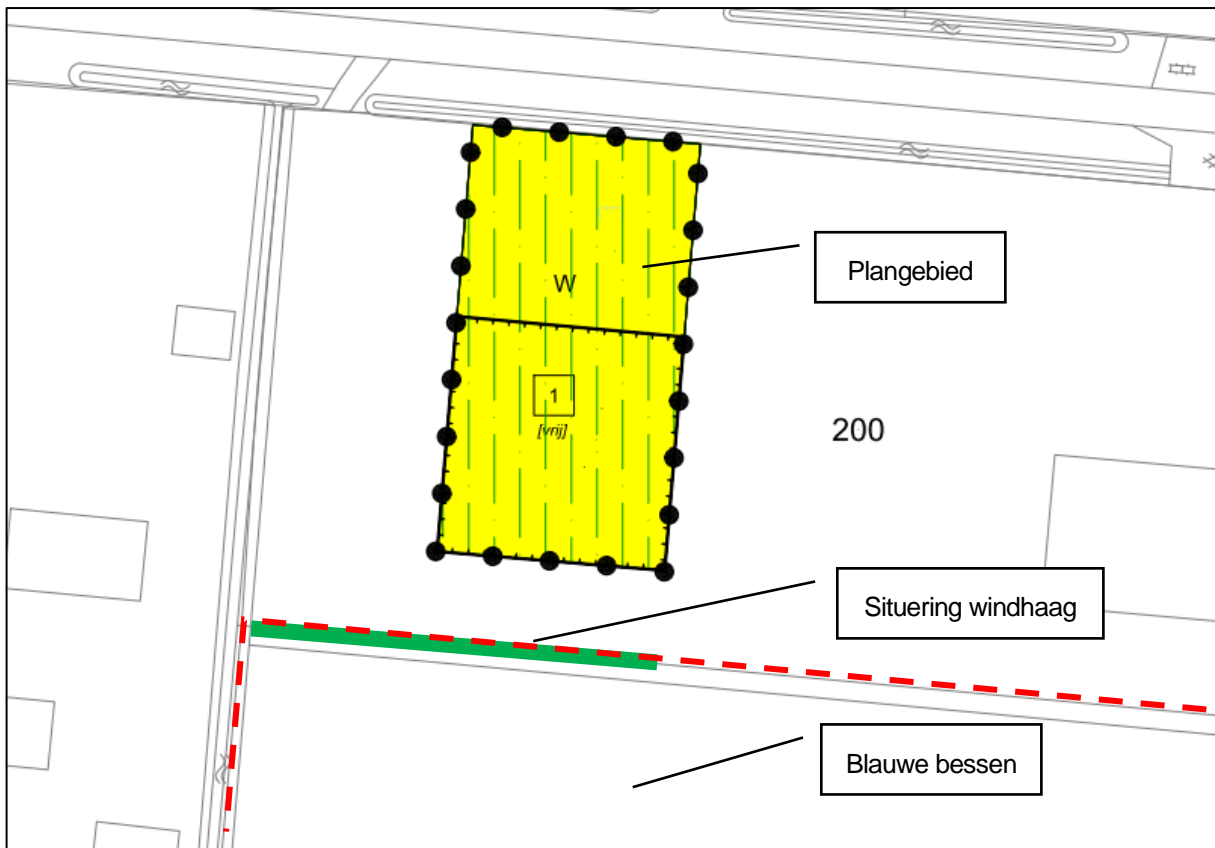 Plangebied
W
1
[vrij]
200
Situering windhaag
Blauwe bessen